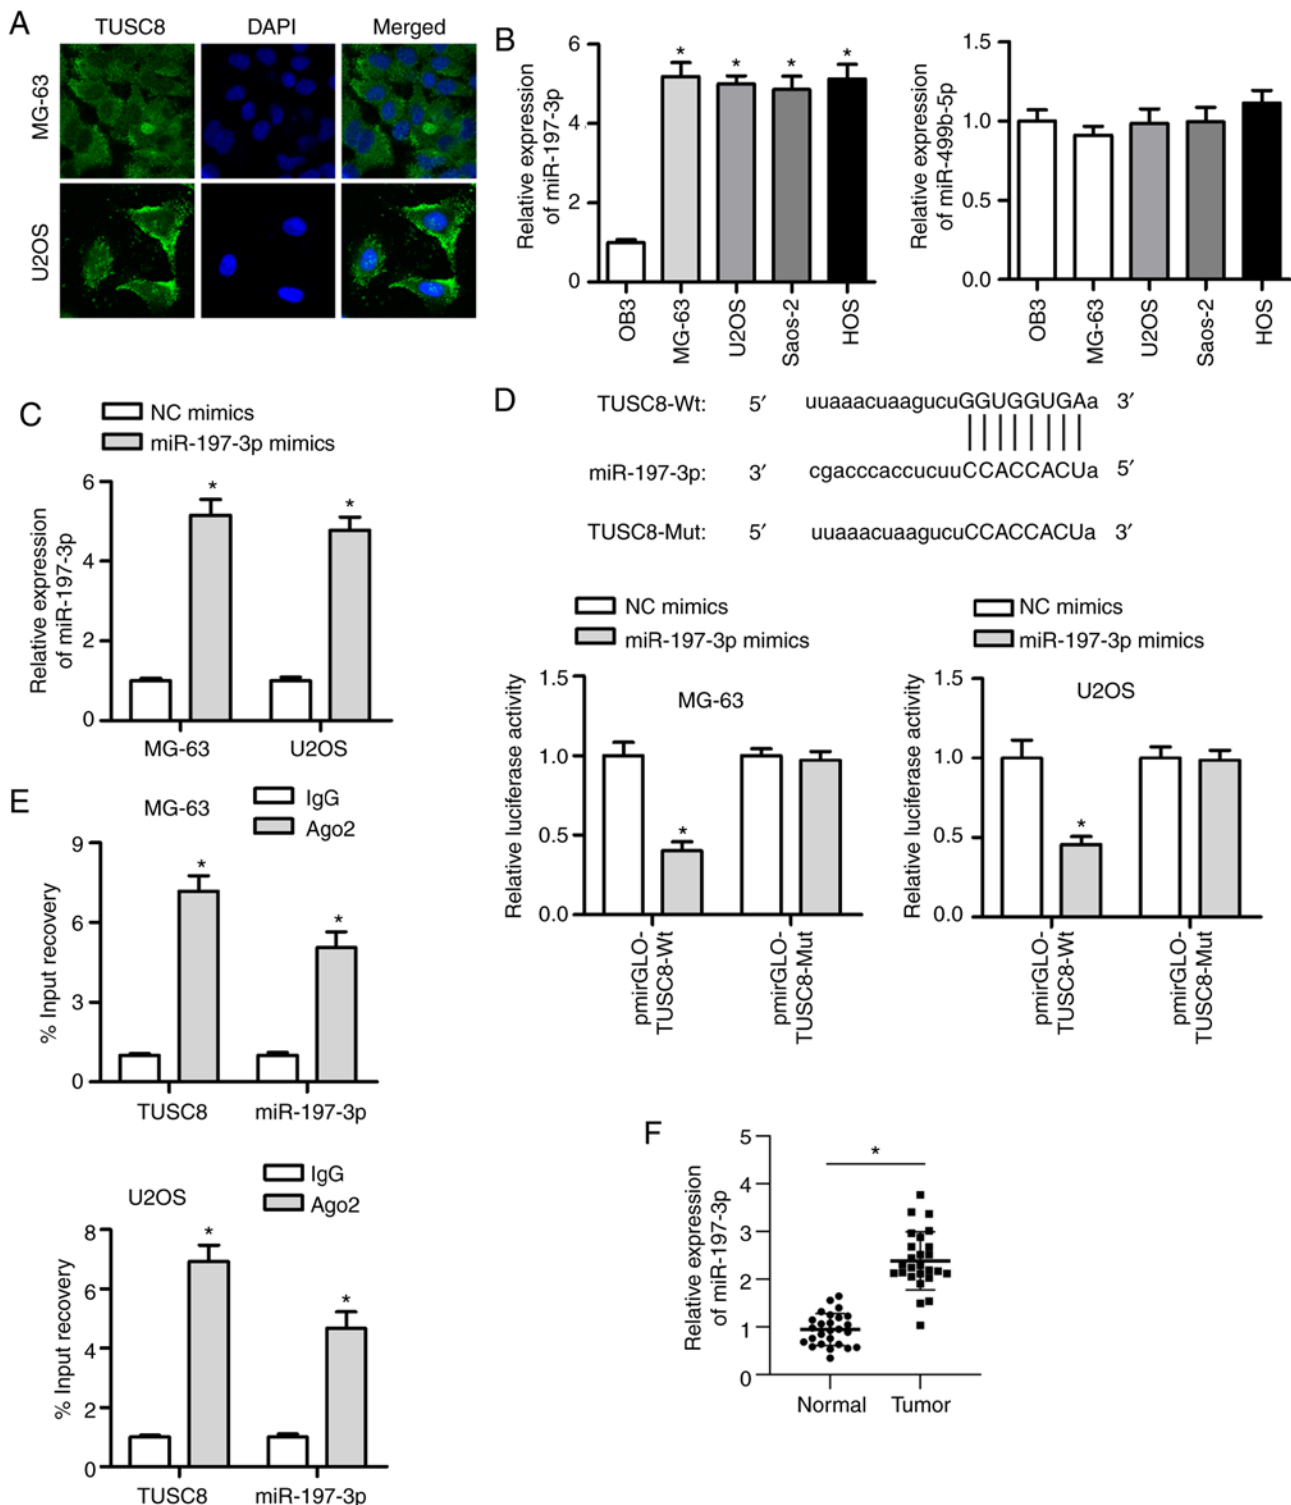 A
TUSC8
DAPI
Merged
MG-63
U2OS
B
Relative expression
of miR-197-3p
6
4
2
0
*
*
*
*
OB3
MG-63
U2OS
Saos-2
HOS
Relative expression
of miR-499b-5p
1.5
1.0
0.5
0.0
OB3
MG-63
U2OS
Saos-2
HOS
C
NC mimics
miR-197-3p mimics
Relative expression
of miR-197-3p
6
4
2
0
*
*
MG-63
U2OS
D
TUSC8-Wt: 5′ uuaaacuaagucuGGUGGUGAa 3′
miR-197-3p: 3′ cgacccaccucuuCCACCACUa 5′
TUSC8-Mut: 5′ uuaaacuaagucuCCACCACUa 3′
NC mimics
miR-197-3p mimics
MG-63
Relative luciferase activity
1.5
1.0
0.5
0.0
*
pmirGLO-
TUSC8-Wt
pmirGLO-
TUSC8-Mut
NC mimics
miR-197-3p mimics
U2OS
Relative luciferase activity
1.5
1.0
0.5
0.0
*
pmirGLO-
TUSC8-Wt
pmirGLO-
TUSC8-Mut
E
MG-63
IgG
Ago2
% Input recovery
9
6
3
0
*
*
TUSC8
miR-197-3p
U2OS
IgG
Ago2
% Input recovery
8
6
4
2
0
*
*
TUSC8
miR-197-3p
F
Relative expression
of miR-197-3p
5
4
3
2
1
0
*
Normal
Tumor